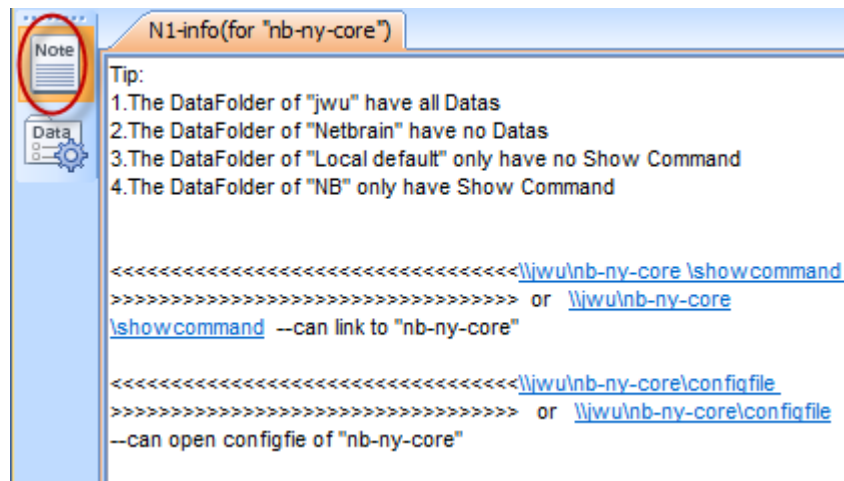 Note
Data
N1-info(for "nb-ny-core")
Tip:
1.The DataFolder of "jwu" have all Datas
2.The DataFolder of "Netbrain" have no Datas
3.The DataFolder of "Local default" only have no Show Command
4.The DataFolder of "NB" only have Show Command
<<<<<<<<<<<<<<<<<<<<<<<<<<<<<<<<<<\\jwu\nb-ny-core \showcommand
>>>>>>>>>>>>>>>>>>>>>>>>>>>>>>>>>> or \\jwu\nb-ny-core
\showcommand --can link to "nb-ny-core"
<<<<<<<<<<<<<<<<<<<<<<<<<<<<<<<<<<\\jwu\nb-ny-core\configfile
>>>>>>>>>>>>>>>>>>>>>>>>>>>>>>>>>> or \\jwu\nb-ny-core\configfile
--can open configfie of "nb-ny-core"